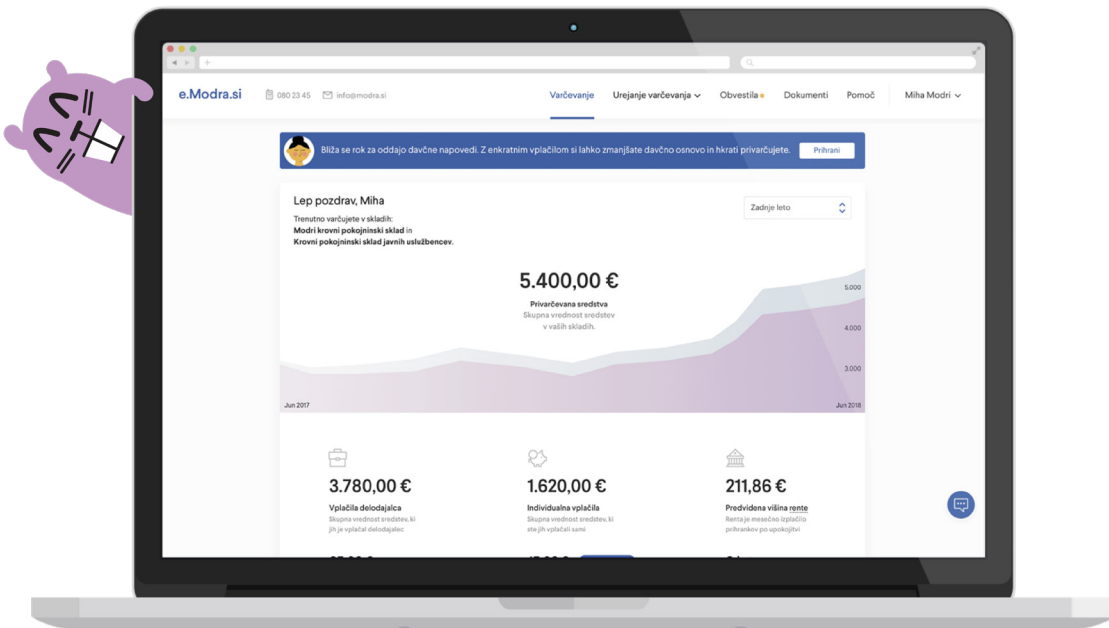 e.Modra.si
080 23 45
info@modra.si
Varčevanje
Urejanje varčevanja
Obvestila
Dokumenti
Pomoč
Miha Modri
Bliža se rok za oddajo davčne napovedi. Z enkratnim vplačilom si lahko zmanjšate davčno osnovo in hkrati privarčujete.
Prihrani
Lep pozdrav, Miha
Zadnje leto
Trenutno varčujete v skladih:
Modri krovni pokojninski sklad in
Krovni pokojninski sklad javnih uslužbencev.
5.400,00 €
Privarčevana sredstva
Skupna vrednost sredstev
v vaših skladih.
5.000
4.000
3.000
Jun 2017
Jun 2018
3.780,00 €
Vplačila delodajalca
Skupna vrednost sredstev, ki
jih je vplačal delodajalec
1.620,00 €
Individualna vplačila
Skupna vrednost sredstev, ki
ste jih vplačali sami
211,86 €
Predvidena višina rente
Renta je mesečno izplačilo
prihrankov po upokojitvi